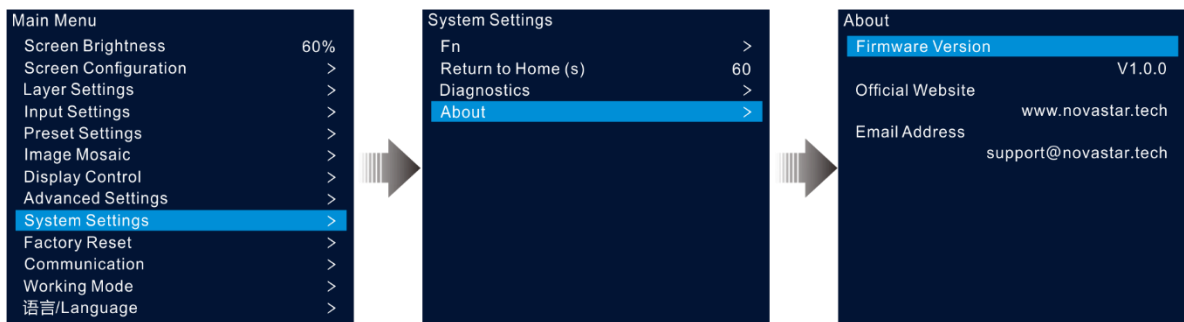 Main Menu
Screen Brightness 60%
Screen Configuration >
Layer Settings >
Input Settings >
Preset Settings >
Image Mosaic >
Display Control >
Advanced Settings >
System Settings >
Factory Reset >
Communication >
Working Mode >
语言/Language >
System Settings
Fn >
Return to Home (s) 60
Diagnostics >
About >
About
Firmware Version
V1.0.0
Official Website
www.novastar.tech
Email Address
support@novastar.tech